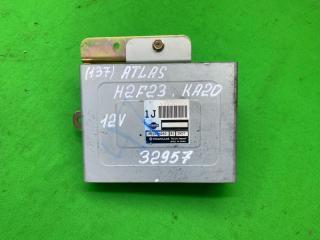 (137) ATLAS
H2F23. KA20
12V
1J
32957